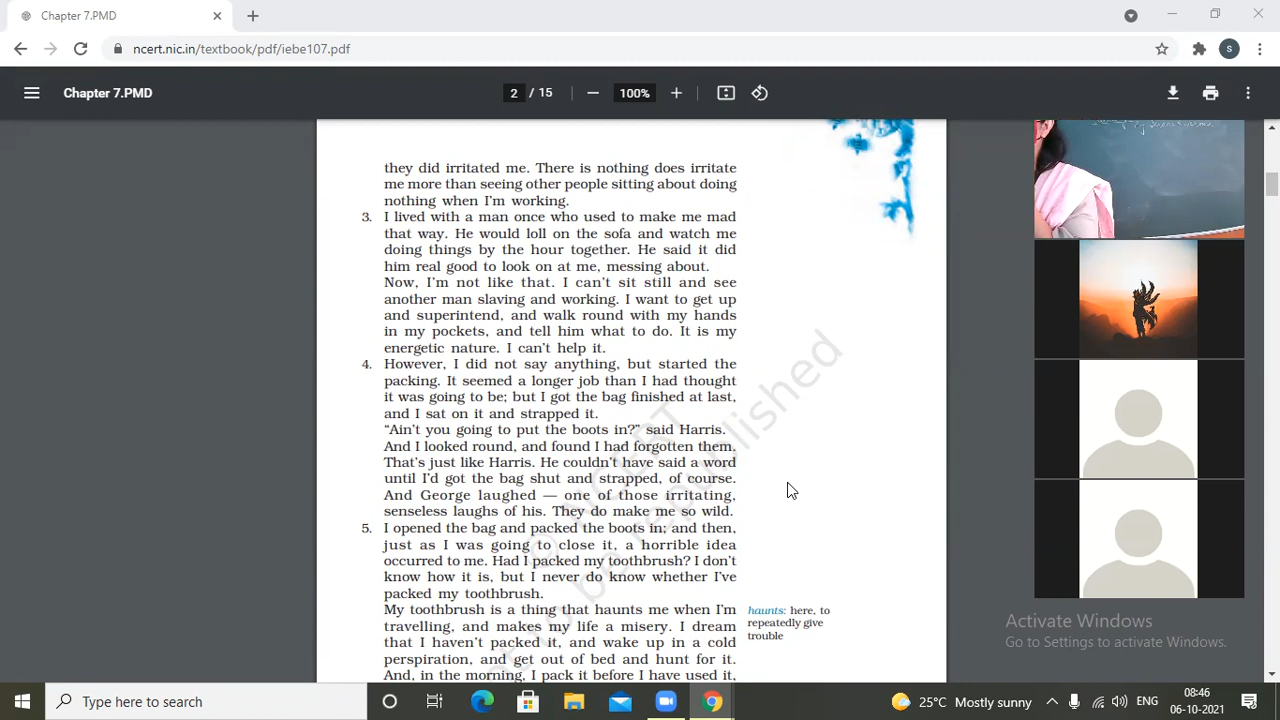 Chapter 7.PMD
ncert.nic.in/textbook/pdf/iebe107.pdf
S
Chapter 7.PMD
2 / 15
100%
they did irritated me. There is nothing does irritate
me more than seeing other people sitting about doing
nothing when I'm working.
3. I lived with a man once who used to make me mad
that way. He would loll on the sofa and watch me
doing things by the hour together. He said it did
him real good to look on at me, messing about.
Now, I'm not like that. I can't sit still and see
another man slaving and working. I want to get up
and superintend, and walk round with my hands
in my pockets, and tell him what to do. It is my
energetic nature. I can't help it.
4. However, I did not say anything, but started the
packing. It seemed a longer job than I had thought
it was going to be; but I got the bag finished at last,
and I sat on it and strapped it.
“Ain't you going to put the boots in?” said Harris.
And I looked round, and found I had forgotten them.
That's just like Harris. He couldn't have said a word
until I'd got the bag shut and strapped, of course.
And George laughed — one of those irritating,
senseless laughs of his. They do make me so wild.
5. I opened the bag and packed the boots in; and then,
just as I was going to close it, a horrible idea
occurred to me. Had I packed my toothbrush? I don't
know how it is, but I never do know whether I've
packed my toothbrush.
My toothbrush is a thing that haunts me when I'm
travelling, and makes my life a misery. I dream
that I haven't packed it, and wake up in a cold
perspiration, and get out of bed and hunt for it.
And, in the morning, I pack it before I have used it,
haunts: here, to
repeatedly give
trouble
© NCERT
not to be republished
Activate Windows
Go to Settings to activate Windows.
Type here to search
25°C Mostly sunny
ENG
08:46
06-10-2021